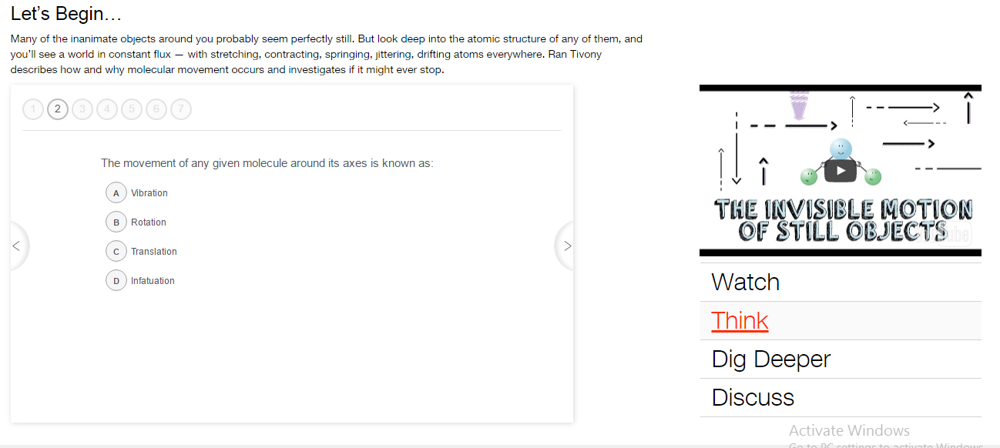 Let’s Begin…
Many of the inanimate objects around you probably seem perfectly still. But look deep into the atomic structure of any of them, and
you’ll see a world in constant flux — with stretching, contracting, springing, jittering, drifting atoms everywhere. Ran Tivony
describes how and why molecular movement occurs and investigates if it might ever stop.
1 2 3 4 5 6 7
The movement of any given molecule around its axes is known as:
A Vibration
B Rotation
C Translation
D Infatuation
< >
THE INVISIBLE MOTION
OF STILL OBJECTS
Watch
Think
Dig Deeper
Discuss
Activate Windows
Go to PC settings to activate Windows